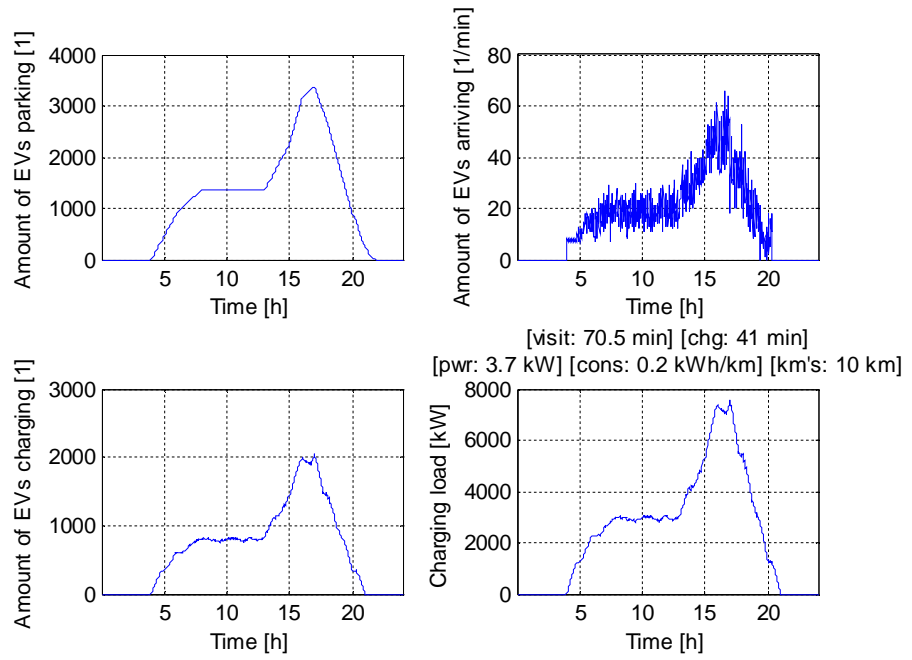 Amount of EVs parking [1]
4000
3000
2000
1000
0
5 10 15 20
Time [h]
Amount of EVs arriving [1/min]
80
60
40
20
0
5 10 15 20
Time [h]
Amount of EVs charging [1]
3000
2000
1000
0
5 10 15 20
Time [h]
[visit: 70.5 min] [chg: 41 min]
[pwr: 3.7 kW] [cons: 0.2 kWh/km] [km's: 10 km]
Charging load [kW]
8000
6000
4000
2000
0
5 10 15 20
Time [h]